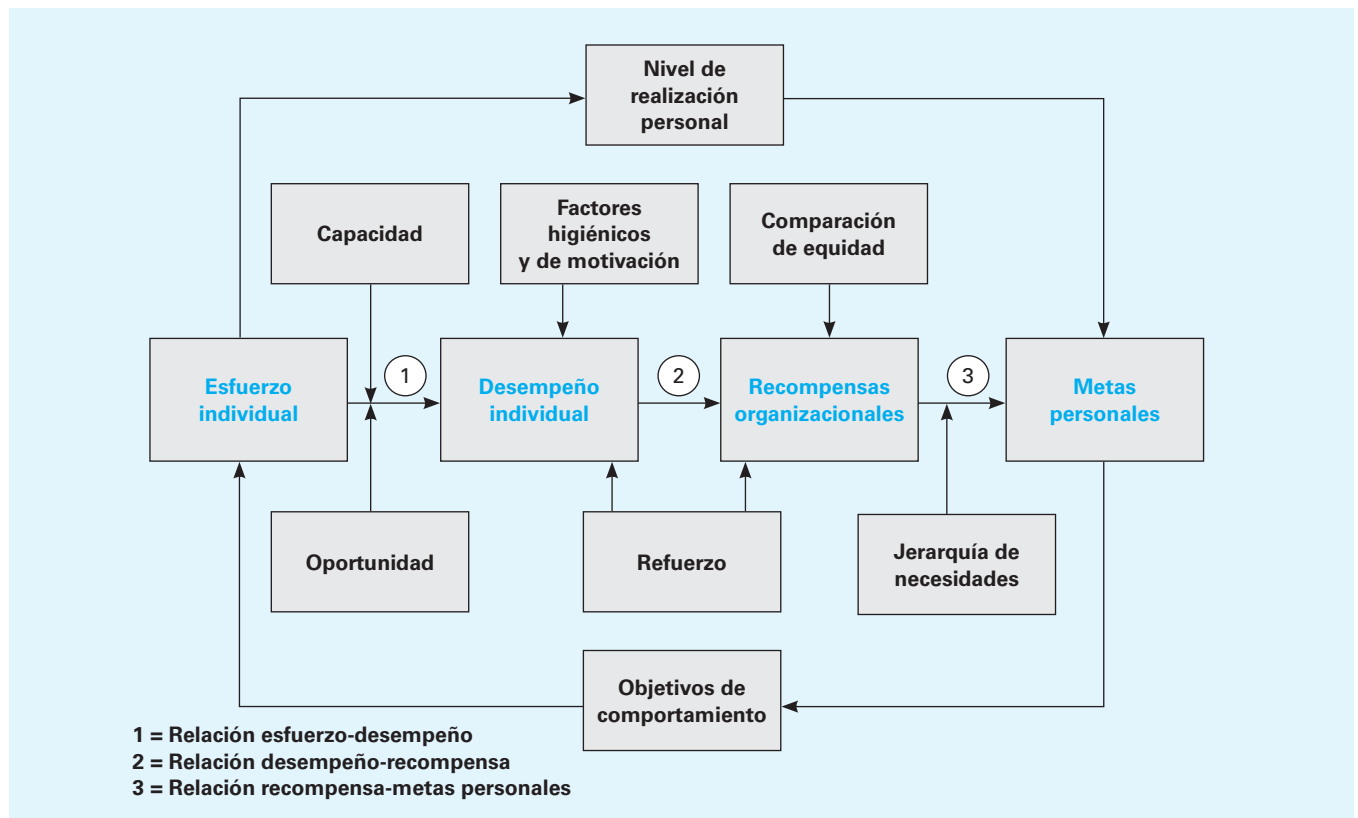 Nivel de
realización
personal
Capacidad
Factores
higiénicos
y de motivación
Comparación
de equidad
Esfuerzo
individual
1
Desempeño
individual
2
Recompensas
organizacionales
3
Metas
personales
Oportunidad
Refuerzo
Jerarquía de
necesidades
Objetivos de
comportamiento
1 = Relación esfuerzo-desempeño
2 = Relación desempeño-recompensa
3 = Relación recompensa-metas personales